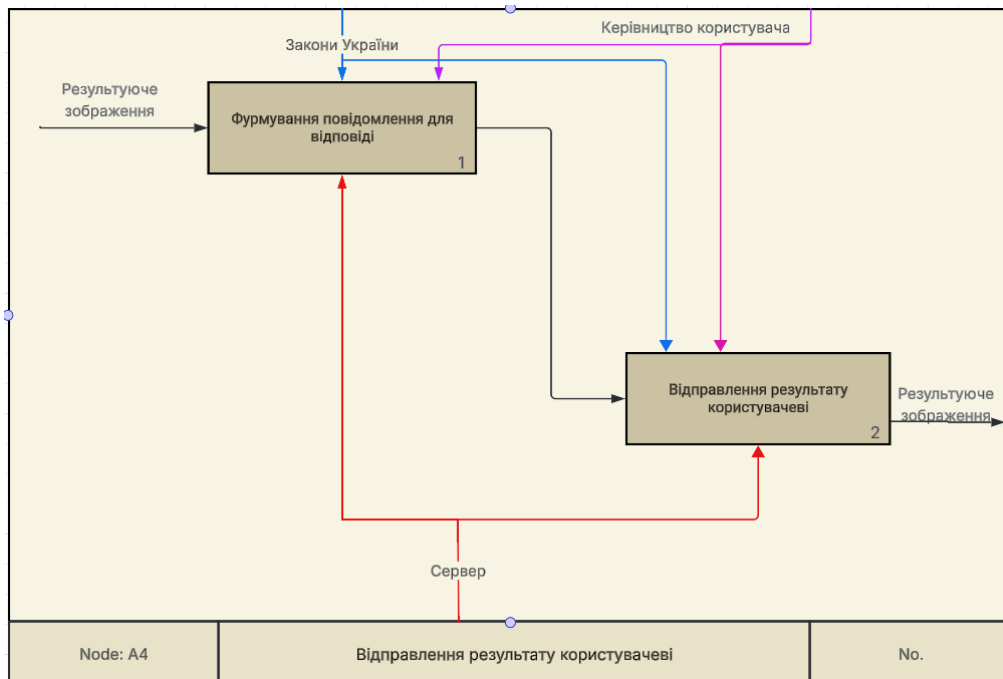 Закони України
Керівництво користувача
Результуюче
зображення
Фурмування повідомлення для
відповіді
1
Відправлення результату
користувачеві
2
Результуюче
зображення
Сервер
Node: A4
Відправлення результату користувачеві
No.